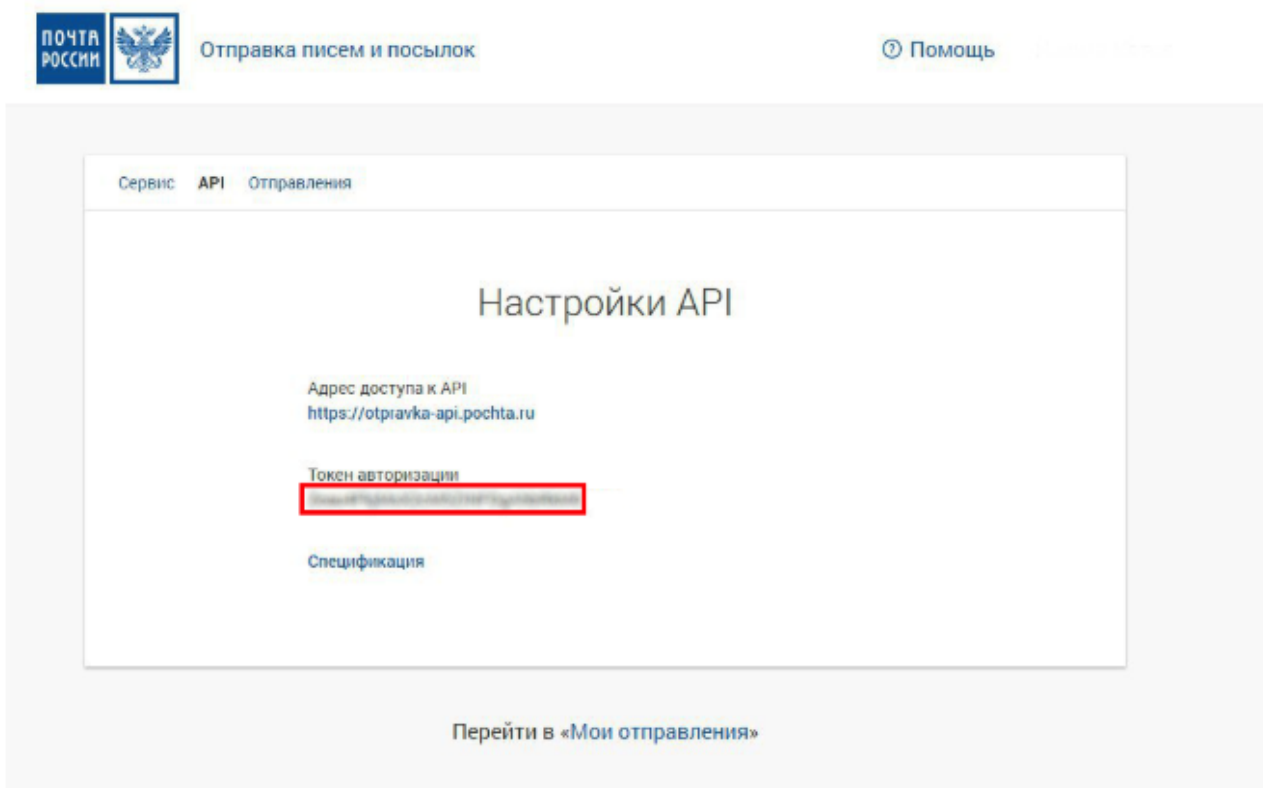 ПОЧТА
РОССИИ
Отправка писем и посылок
Помощь
Сервис API Отправления
Настройки API
Адрес доступа к API
https://otpravka-api.pochta.ru
Токен авторизации
Спецификация
Перейти в «Мои отправления»